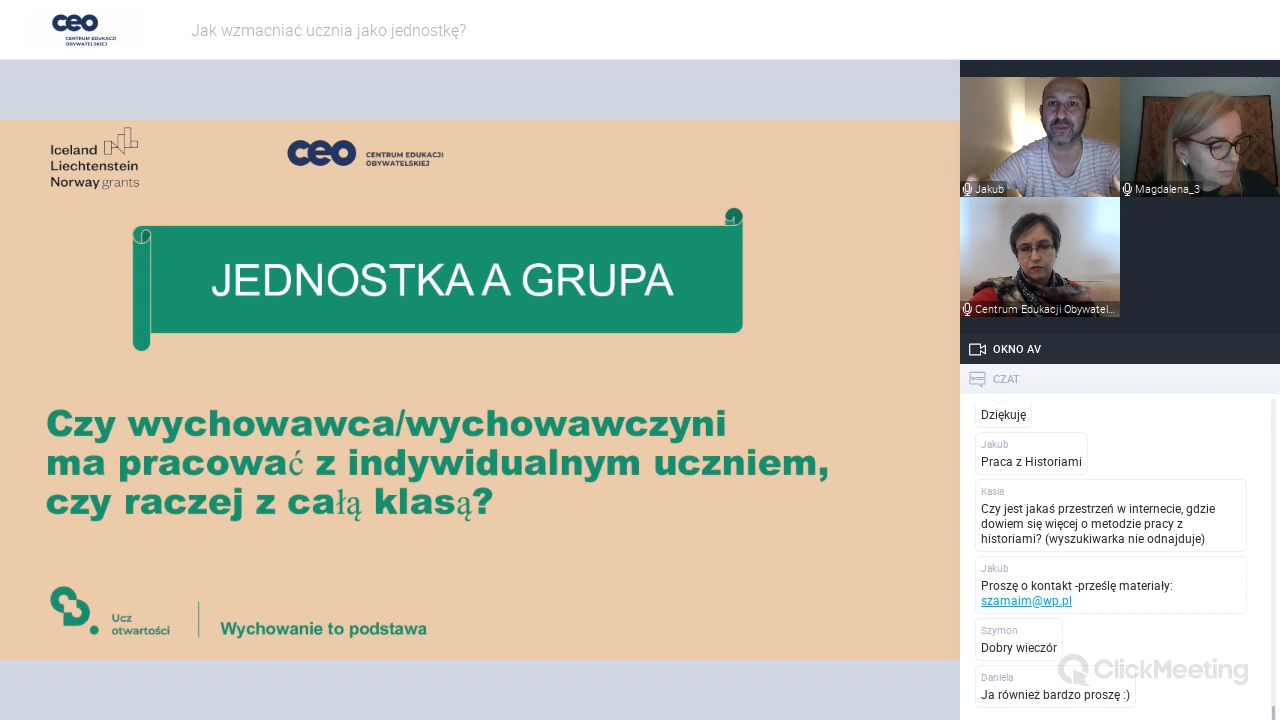 ceo
CENTRUM EDUKACJI
OBYWATELSKIEJ
Jak wzmacniać ucznia jako jednostkę?
Iceland
Liechtenstein
Norway grants
ceo
CENTRUM EDUKACJI
OBYWATELSKIEJ
JEDNOSTKA A GRUPA
Czy wychowawca/wychowawczyni
ma pracować z indywidualnym uczniem,
czy raczej z całą klasą?
Ucz
otwartości
Wychowanie to podstawa
Jakub
Magdalena_3
Centrum Edukacji Obywatel...
OKNO AV
CZAT
Dziękuję
Jakub
Praca z Historiami
Kasia
Czy jest jakaś przestrzeń w internecie, gdzie
dowiem się więcej o metodzie pracy z
historiami? (wyszukiwarka nie odnajduje)
Jakub
Proszę o kontakt -prześlę materiały:
szamaim@wp.pl
Szymon
Dobry wieczór
Daniela
Ja również bardzo proszę :)
ClickMeeting